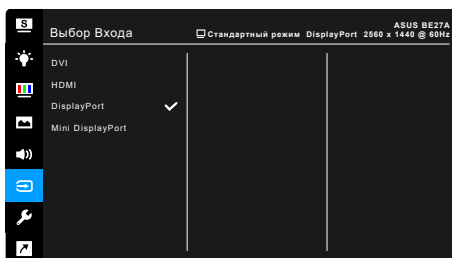 S
ASUS BE27A
Выбор Входа
Стандартный режим DisplayPort 2560 x 1440 @ 60Hz
DVI
HDMI
DisplayPort
Mini DisplayPort